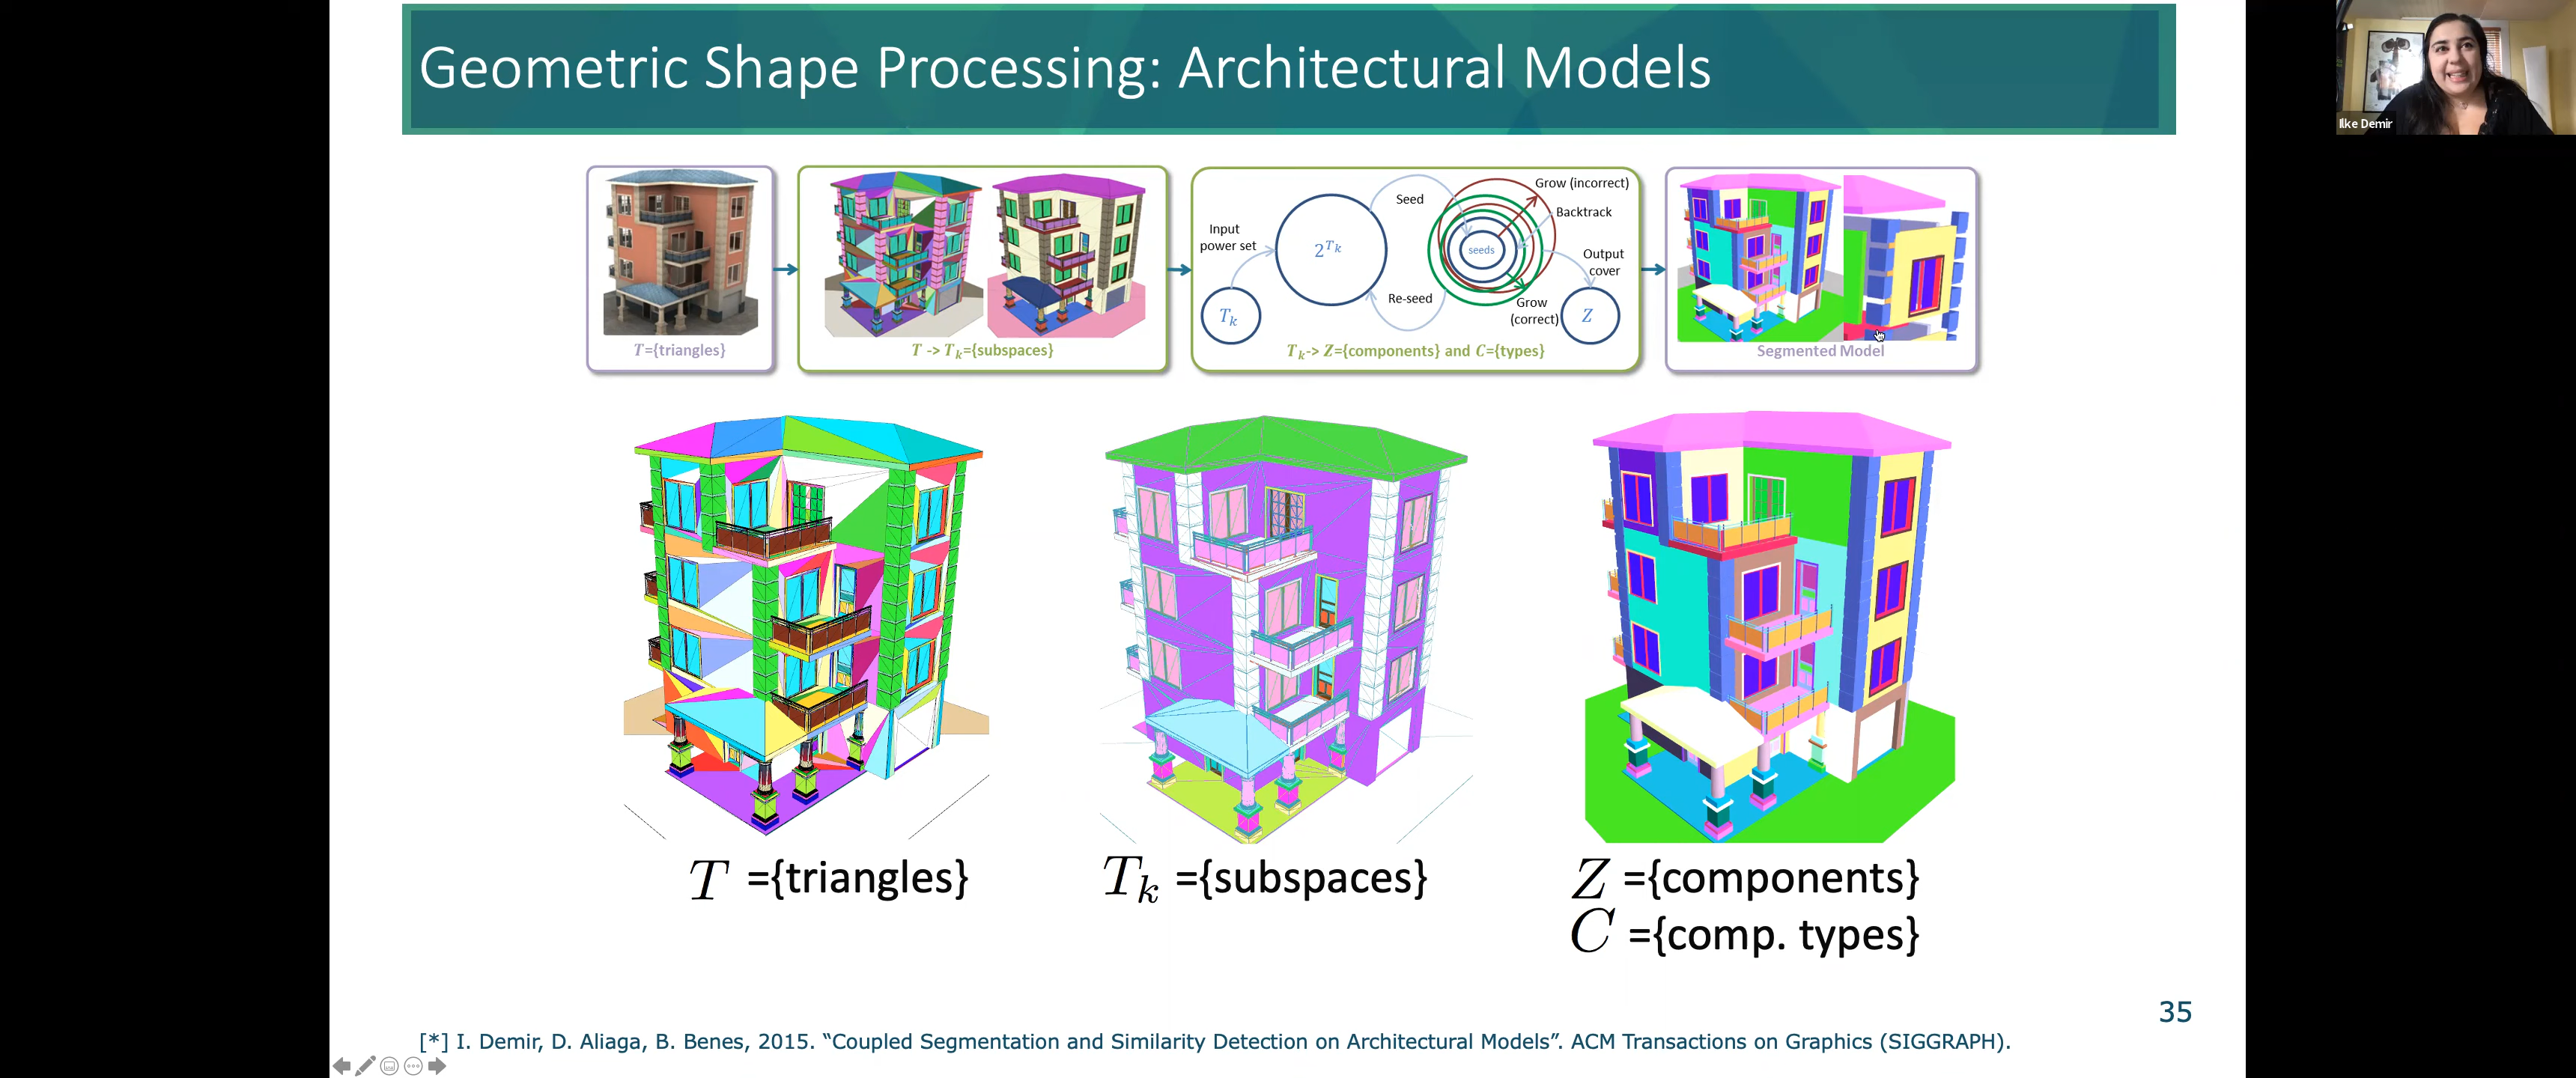 Geometric Shape Processing: Architectural Models
Ilke Demir
T={triangles}
T -> Tk={subspaces}
Input
power set
Tk
2^Tk
Seed
Re-seed
seeds
Grow (incorrect)
Backtrack
Output
cover
Grow
(correct)
Z
Tk-> Z={components} and C={types}
Segmented Model
T ={triangles}
Tk ={subspaces}
Z ={components}
C ={comp. types}
35
[*] I. Demir, D. Aliaga, B. Benes, 2015. “Coupled Segmentation and Similarity Detection on Architectural Models”. ACM Transactions on Graphics (SIGGRAPH).